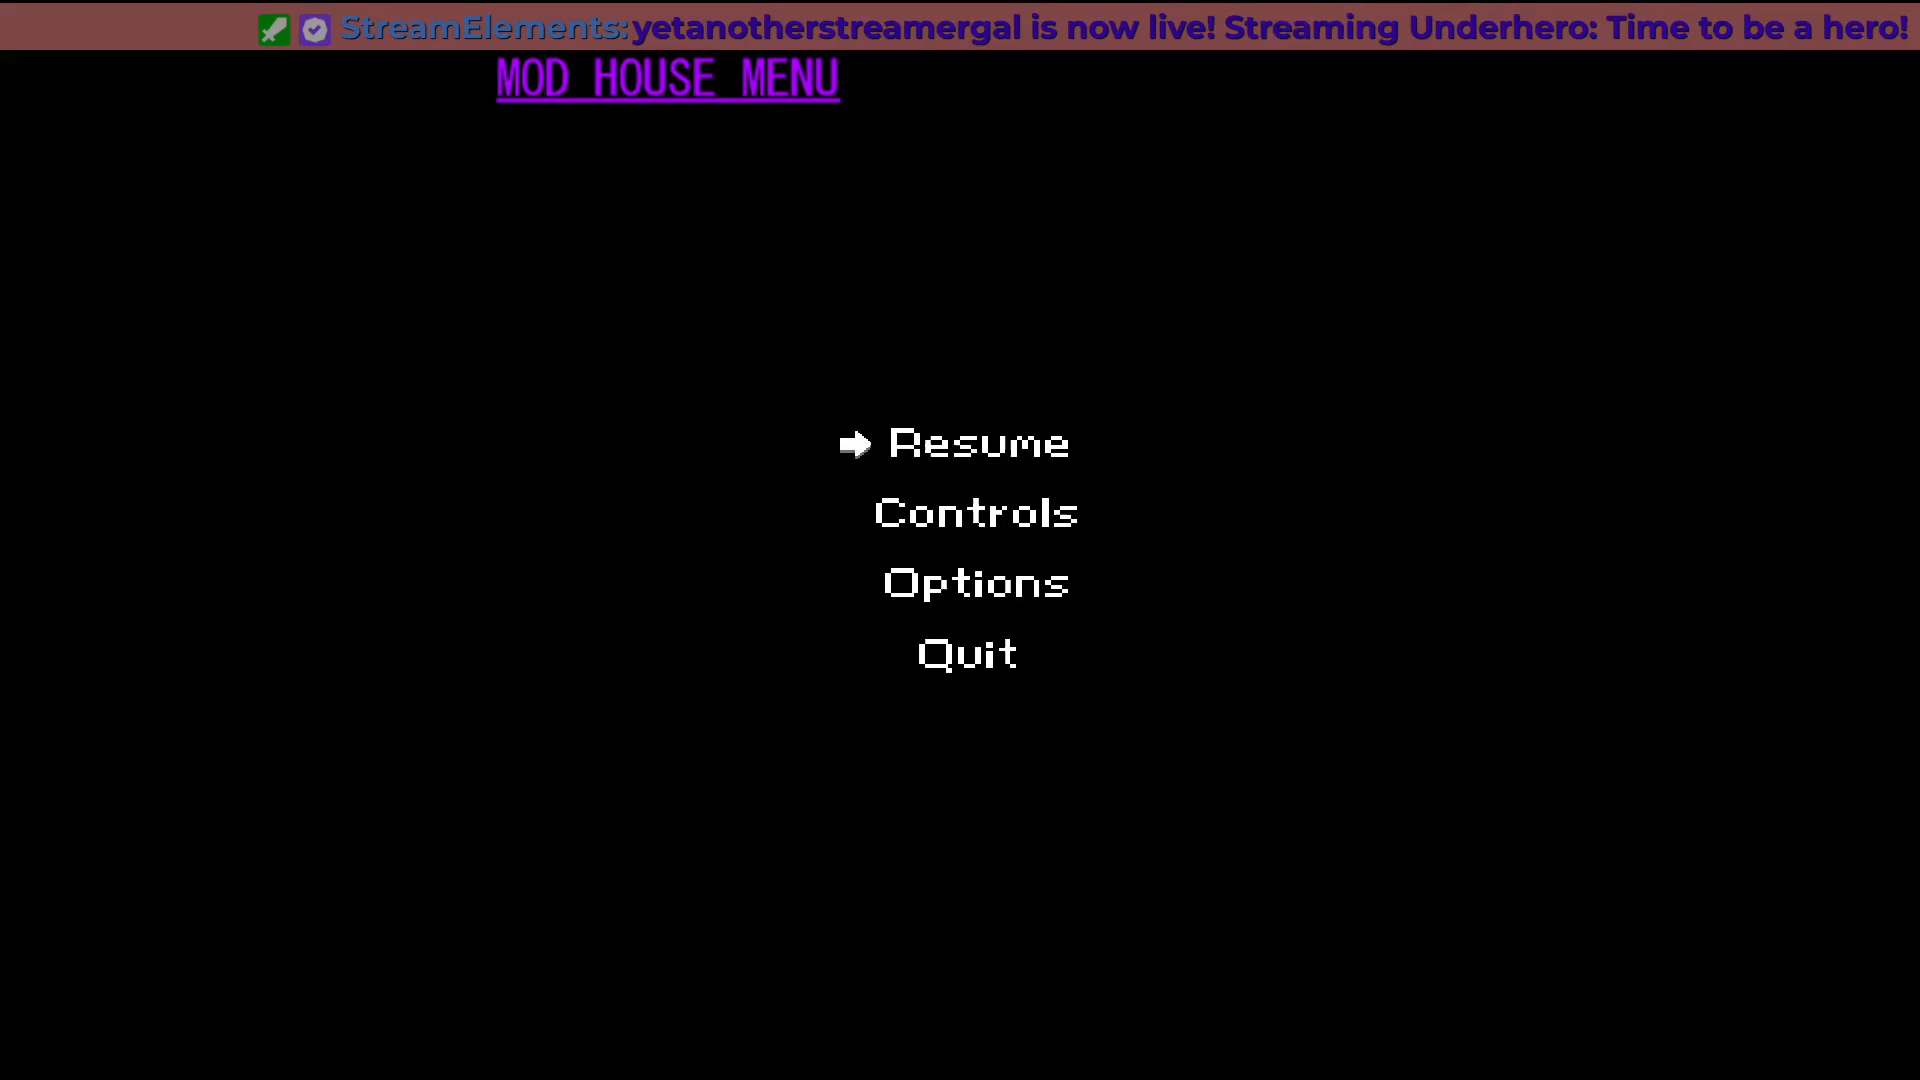 StreamElements: yetanotherstreamergal is now live! Streaming Underhero: Time to be a hero!
MOD HOUSE MENU
Resume
Controls
Options
Quit